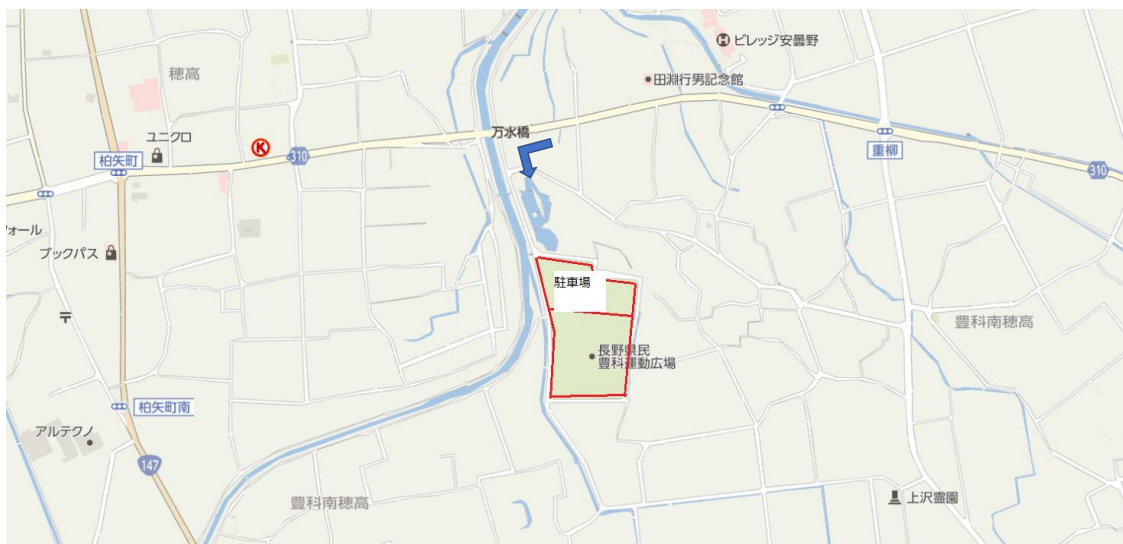 ビレッジ安曇野
穂高
田淵行男記念館
万水橋
ユニクロ
K
310
柏矢町
重柳
310
ォール
ブックパス
駐車場
豊科南穂高
長野県民
豊科運動広場
柏矢町南
アルテクノ
147
豊科南穂高
上沢霊園